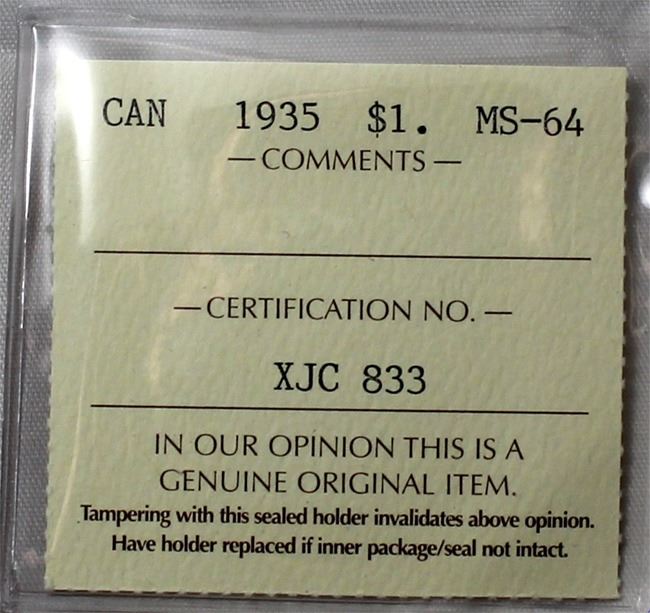 CAN 1935 $1. MS-64
— COMMENTS —
— CERTIFICATION NO. —
XJC 833
IN OUR OPINION THIS IS A
GENUINE ORIGINAL ITEM.
Tampering with this sealed holder invalidates above opinion.
Have holder replaced if inner package/seal not intact.